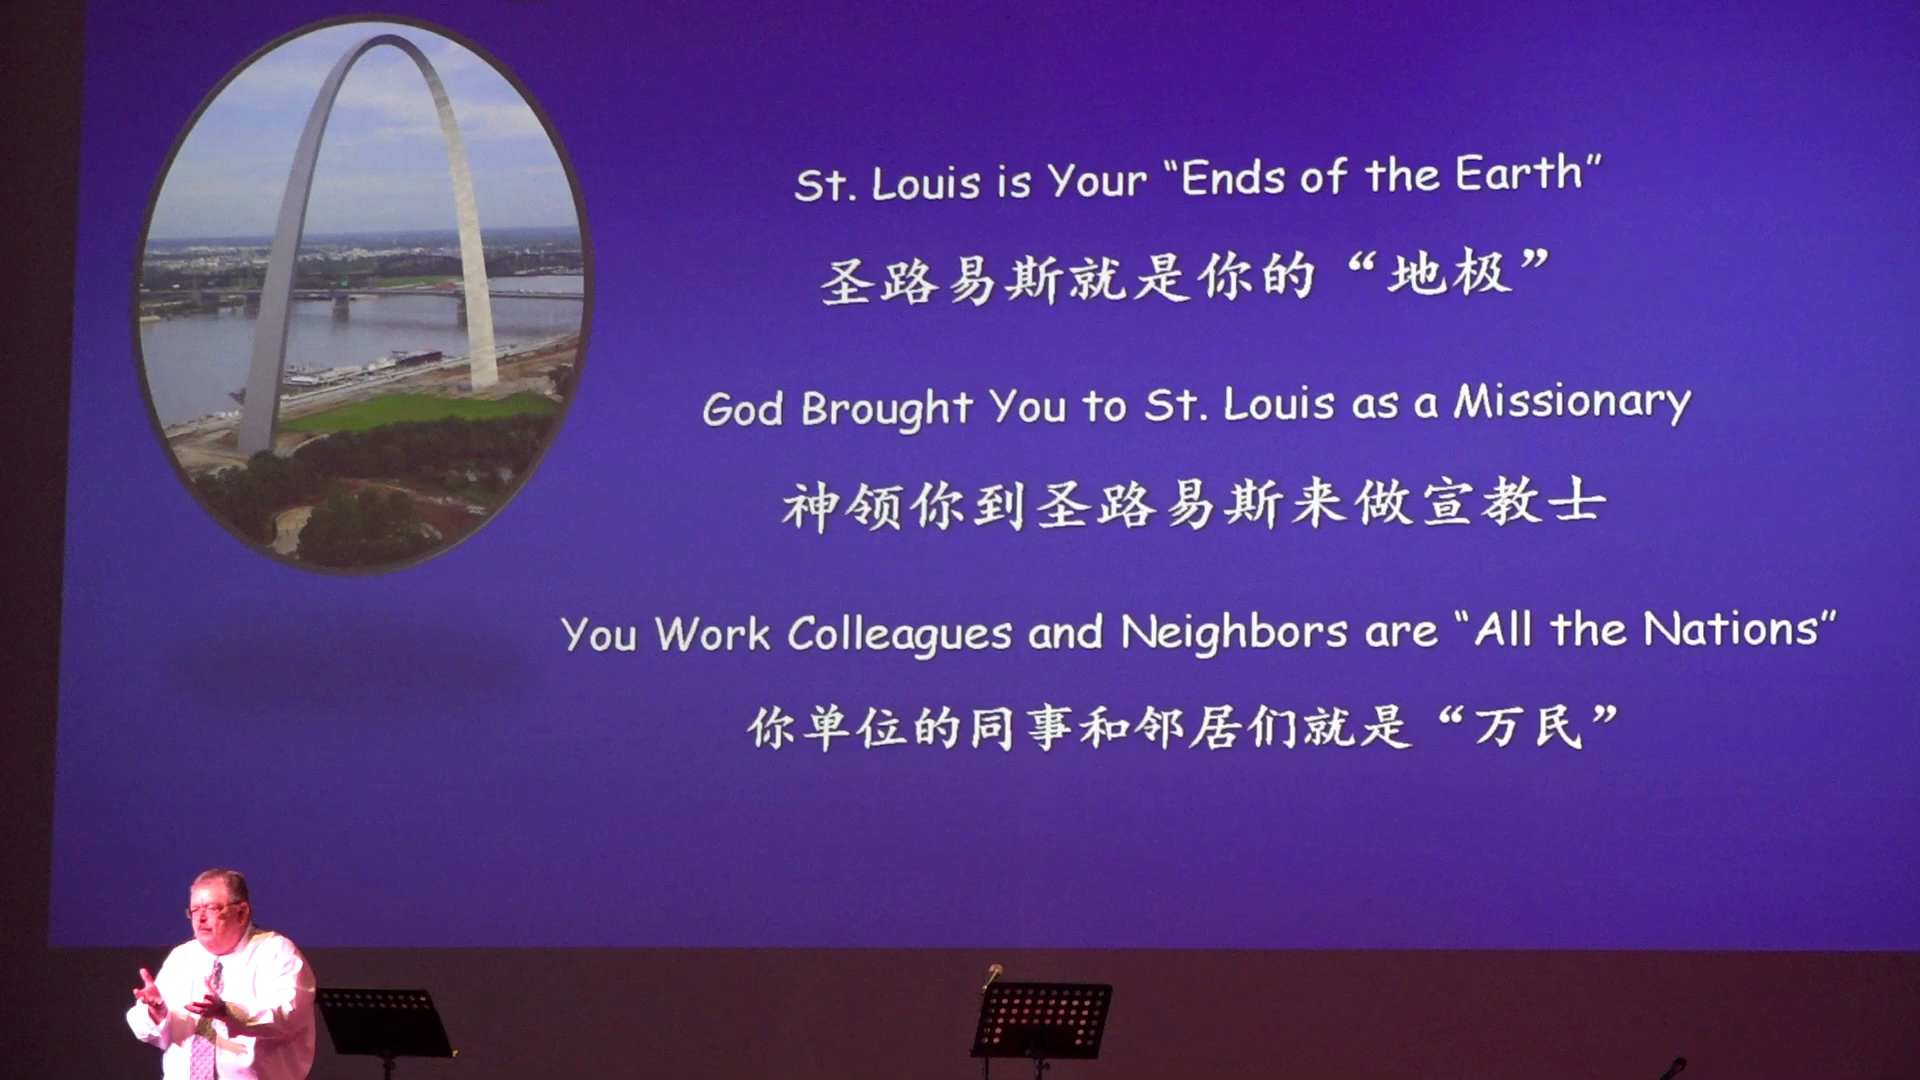 St. Louis is Your “Ends of the Earth”
圣路易斯就是你的“地极”
God Brought You to St. Louis as a Missionary
神领你到圣路易斯来做宣教士
You Work Colleagues and Neighbors are “All the Nations”
你单位的同事和邻居们就是“万民”